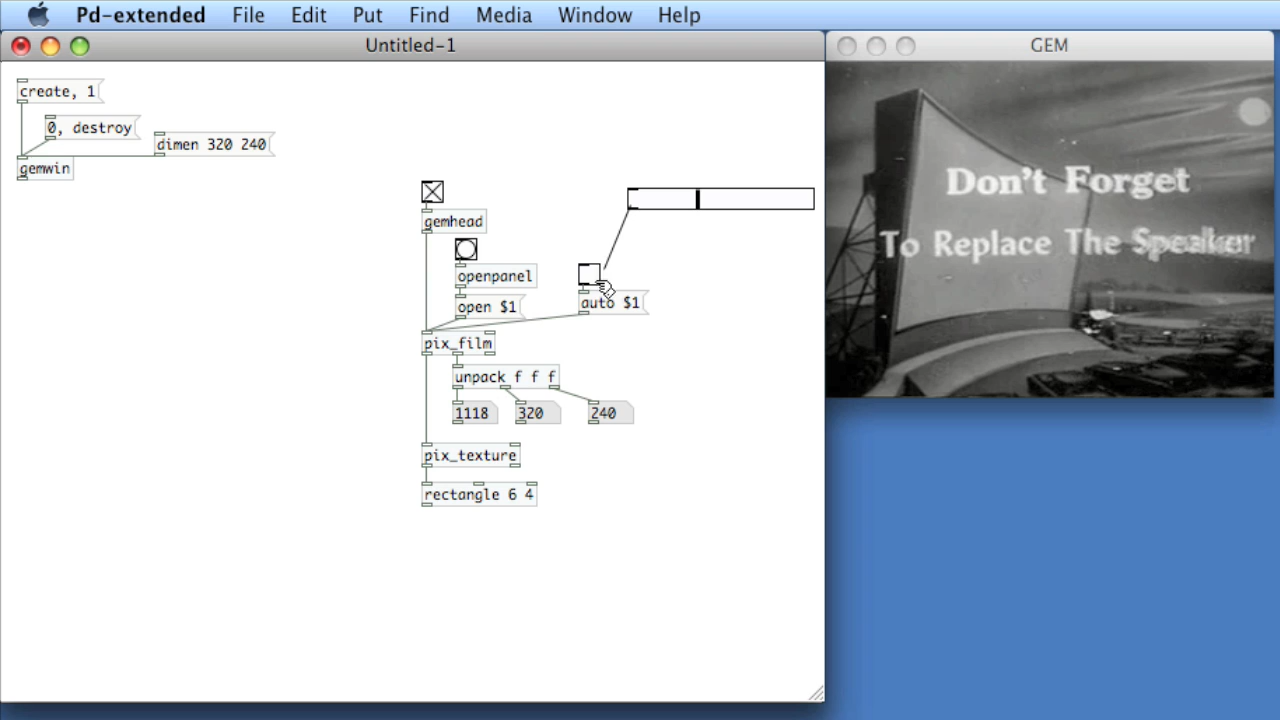 Pd-extended File Edit Put Find Media Window Help
Untitled-1
GEM
create, 1
0, destroy
dimen 320 240
gemwin
gemhead
openpanel
open $1
auto $1
pix_film
unpack f f f
1118
320
240
pix_texture
rectangle 6 4
Don't Forget
To Replace The Speaker